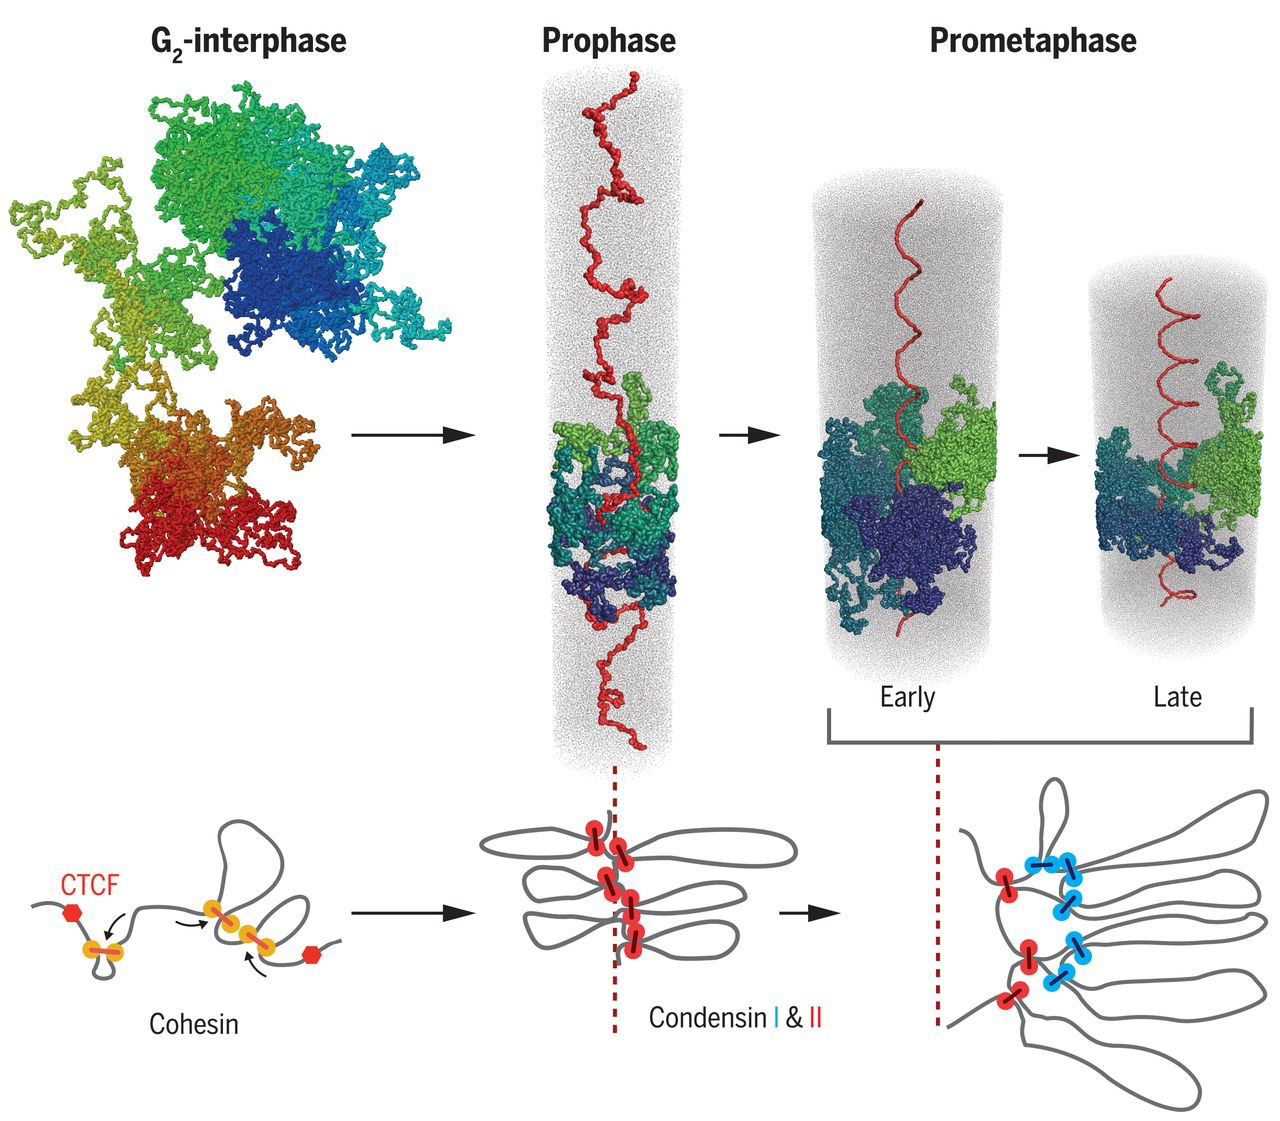 G₂-interphase
Prophase
Prometaphase
Early
Late
CTCF
Cohesin
Condensin I & II